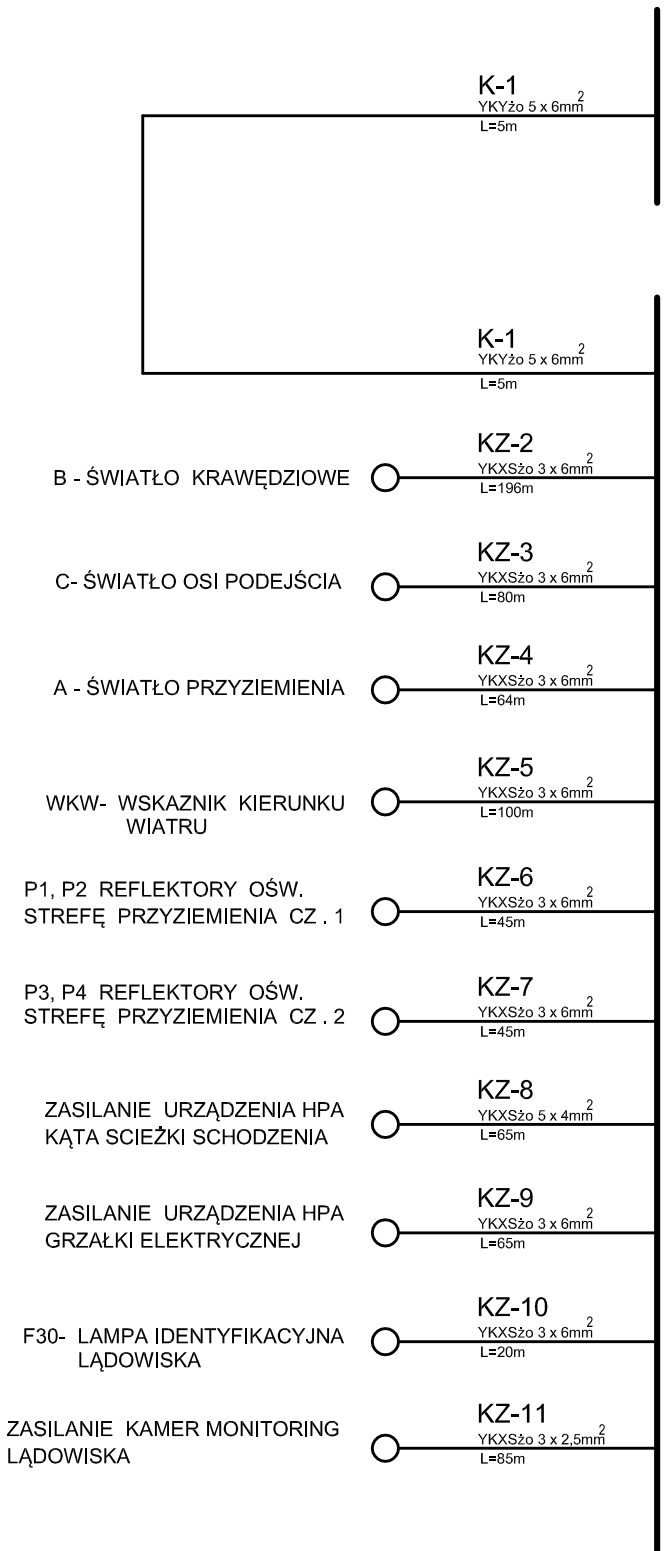 K-1
YKYżo 5 x 6mm²
L=5m
K-1
YKYżo 5 x 6mm²
L=5m
B - ŚWIATŁO KRAWĘDZIOWE
KZ-2
YKXSżo 3 x 6mm²
L=196m
C- ŚWIATŁO OSI PODEJŚCIA
KZ-3
YKXSżo 3 x 6mm²
L=80m
A - ŚWIATŁO PRZYZIEMIENIA
KZ-4
YKXSżo 3 x 6mm²
L=64m
WKW- WSKAZNIK KIERUNKU
WIATRU
KZ-5
YKXSżo 3 x 6mm²
L=100m
P1, P2 REFLEKTORY OŚW.
STREFĘ PRZYZIEMIENIA CZ . 1
KZ-6
YKXSżo 3 x 6mm²
L=45m
P3, P4 REFLEKTORY OŚW.
STREFĘ PRZYZIEMIENIA CZ . 2
KZ-7
YKXSżo 3 x 6mm²
L=45m
ZASILANIE URZĄDZENIA HPA
KĄTA SCIEŻKI SCHODZENIA
KZ-8
YKXSżo 5 x 4mm²
L=65m
ZASILANIE URZĄDZENIA HPA
GRZAŁKI ELEKTRYCZNEJ
KZ-9
YKXSżo 3 x 6mm²
L=65m
F30- LAMPA IDENTYFIKACYJNA
LĄDOWISKA
KZ-10
YKXSżo 3 x 6mm²
L=20m
ZASILANIE KAMER MONITORING
LĄDOWISKA
KZ-11
YKXSżo 3 x 2,5mm²
L=85m